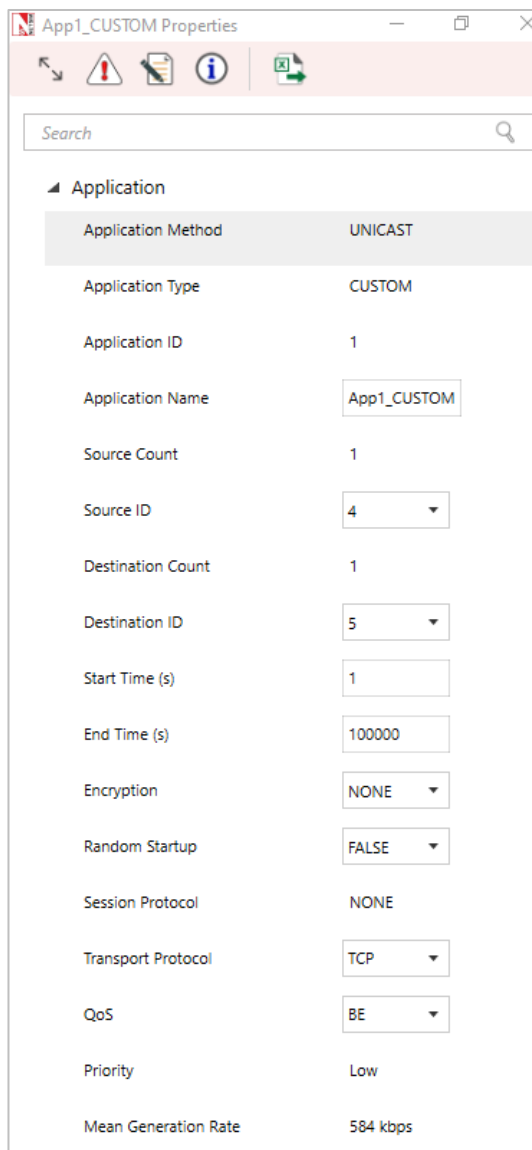 App1_CUSTOM Properties
Search
Application
Application Method UNICAST
Application Type CUSTOM
Application ID 1
Application Name App1_CUSTOM
Source Count 1
Source ID 4
Destination Count 1
Destination ID 5
Start Time (s) 1
End Time (s) 100000
Encryption NONE
Random Startup FALSE
Session Protocol NONE
Transport Protocol TCP
QoS BE
Priority Low
Mean Generation Rate 584 kbps